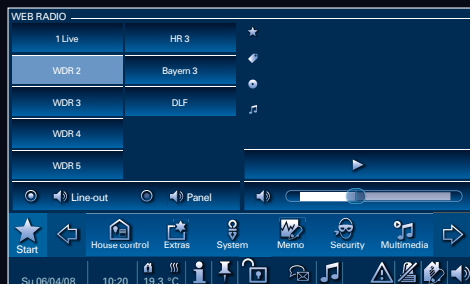 WEB RADIO
1 Live
HR 3
WDR 2
Bayern 3
WDR 3
DLF
WDR 4
WDR 5
Line-out
Panel
Start
House control
Extras
System
Memo
Security
Multimedia
Su 06/04/08
10:20
19.3 °C